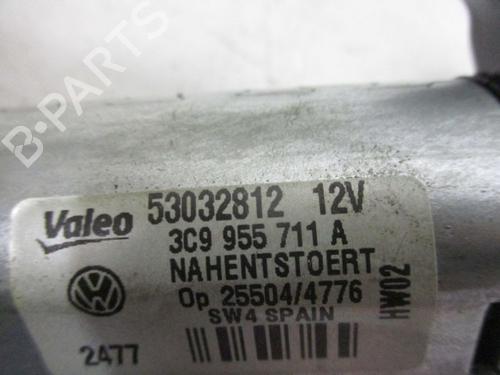 B-PARTS
Valeo 53032812 12V
3C9 955 711 A
NAHENTSTOERT
Op 25504/4776
SW4 SPAIN
2477
HW02